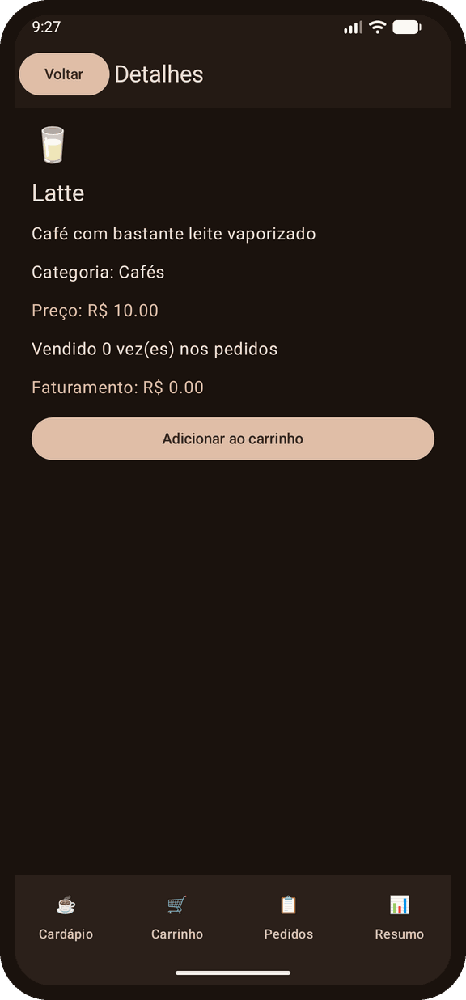 9:27
Voltar
Detalhes
Latte
Café com bastante leite vaporizado
Categoria: Cafés
Preço: R$ 10.00
Vendido 0 vez(es) nos pedidos
Faturamento: R$ 0.00
Adicionar ao carrinho
Cardápio
Carrinho
Pedidos
Resumo